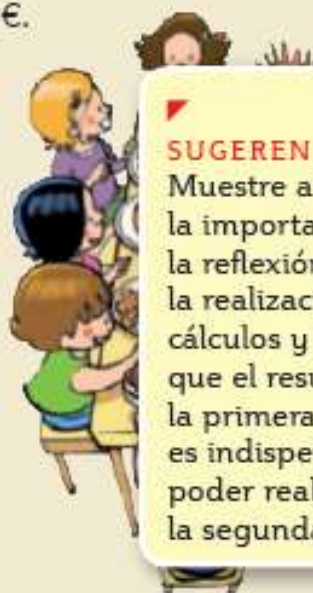 €.
SUGEREN
Muestre a
la importa
la reflexión
la realizac
cálculos y
que el resu
la primera
es indispe
poder real
la segunda